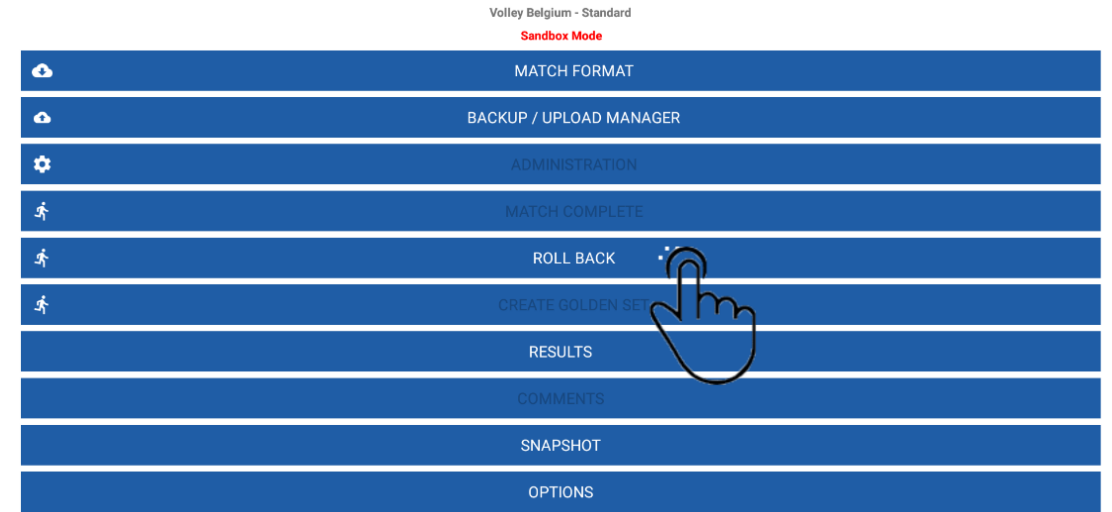 Volley Belgium - Standard
Sandbox Mode
MATCH FORMAT
BACKUP / UPLOAD MANAGER
ADMINISTRATION
MATCH COMPLETE
ROLL BACK
CREATE GOLDEN SET
RESULTS
COMMENTS
SNAPSHOT
OPTIONS